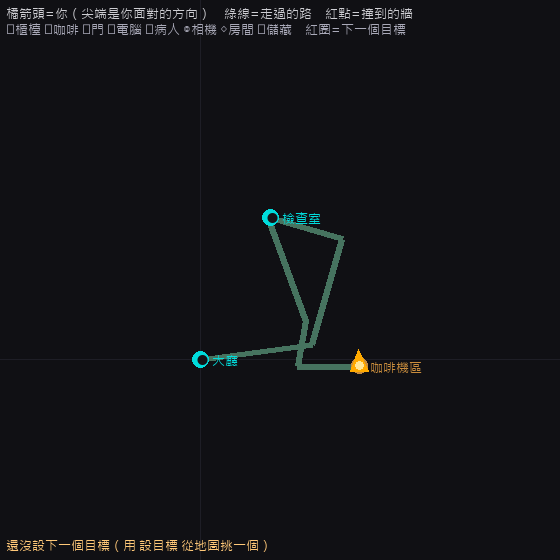 橘箭頭=你（尖端是你面對的方向） 綠線=走過的路 紅點=撞到的牆
□櫃檯 □咖啡 □門 □電腦 □病人 ◎相機 ◇房間 □儲藏 紅圈=下一個目標
檢查室
大廳
咖啡機區
還沒設下一個目標（用 設目標 從地圖挑一個）